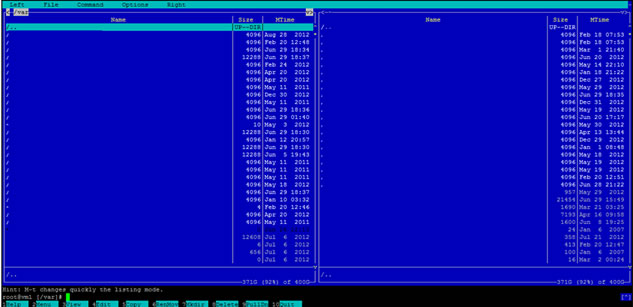 Left File Command Options Right
/var
Name Size MTime Name Size MTime
/.. UP--DIR /.. UP--DIR
/ 4096 Aug 28 2012 4096 Feb 18 07:53
/ 4096 Feb 20 12:48 4096 Feb 18 07:53
/ 4096 Jun 29 18:34 4096 Mar 1 21:40
/ 12288 Jun 29 18:37 4096 Jun 20 2012
/ 4096 Feb 24 2012 4096 May 14 22:10
/ 4096 Apr 20 2012 4096 Jan 18 21:22
/ 4096 May 11 2011 4096 Dec 27 2012
/ 4096 Dec 30 2012 4096 May 29 2012
/ 4096 May 11 2011 4096 Jun 29 18:35
/ 4096 Jun 29 18:36 4096 Dec 31 2012
/ 4096 Jun 29 01:40 4096 May 19 2012
10 May 3 2012 4096 Jun 20 17:17
/ 12288 Jun 29 18:30 4096 May 30 2012
/ 4096 Jan 12 20:57 4096 Apr 13 13:44
/ 12288 Jun 29 18:30 4096 Dec 29 2012
/ 12288 Jun 5 19:43 4096 Jan 1 08:48
/ 4096 May 11 2011 4096 May 18 2012
/ 4096 May 11 2011 4096 May 19 2012
/ 4096 May 11 2011 4096 May 19 2012
/ 4096 May 18 2012 4096 Feb 20 12:51
/ 4096 Jun 29 18:37 4096 Jun 28 21:22
/ 4096 Jan 10 03:32 957 May 29 2012
4 Feb 20 12:46 21454 Jun 29 15:49
/ 4096 Apr 20 2012 1690 Mar 21 03:25
/ 4096 May 11 2011 7193 Apr 16 09:58
1600 Jun 8 19:25
12408 Jul 6 2012 24 Jan 6 2007
6 Jul 6 2012 358 Jul 21 2012
656 Jul 6 2012 413 Feb 20 12:47
0 Jul 6 2012 100 Jan 6 2007
16 Mar 2 00:24
/.. /..
3710 (92%) of 4000 3710 (92%) of 4000
Hint: M-t changes quickly the listing mode.
root@vm1 [/var]# [^]
1Help 2Menu 3View 4Edit 5Copy 6RenMov 7Mkdir 8Delete 9PullDn 10Quit